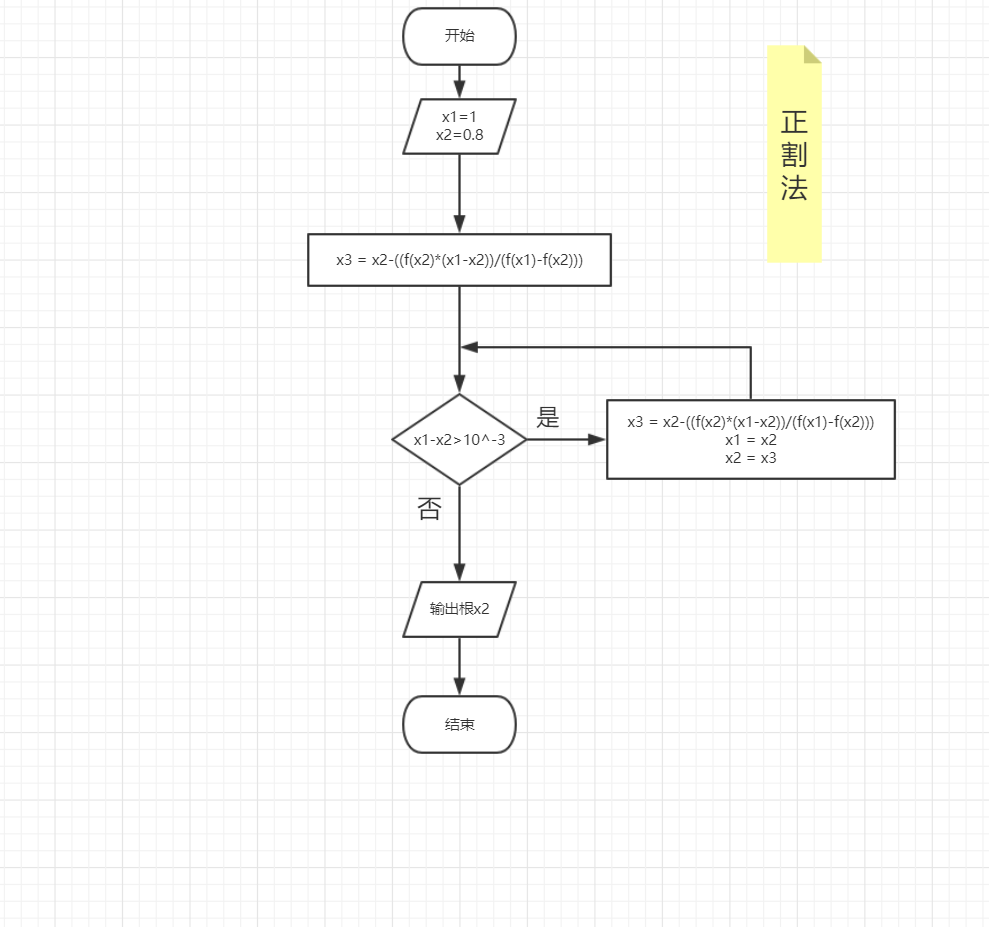 开始
x1=1
x2=0.8
正
割
法
x3 = x2-((f(x2)*(x1-x2))/(f(x1)-f(x2)))
x1-x2>10^-3
是
x3 = x2-((f(x2)*(x1-x2))/(f(x1)-f(x2)))
x1 = x2
x2 = x3
否
输出根x2
结束